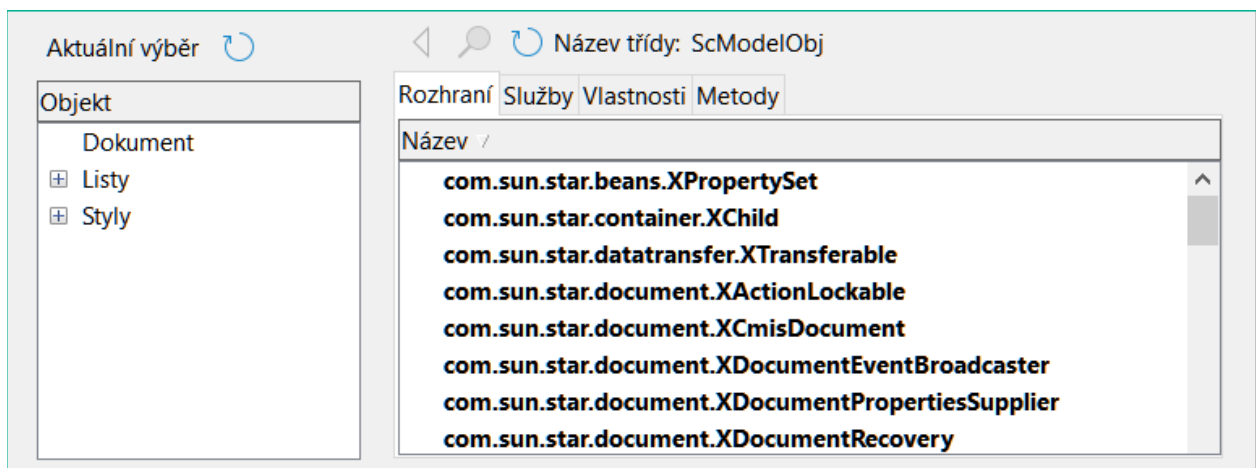 Aktuální výběr
Objekt
Dokument
Listy
Styly
Název třídy: ScModelObj
Rozhraní Služby Vlastnosti Metody
Název
com.sun.star.beans.XPropertySet
com.sun.star.container.XChild
com.sun.star.datatransfer.XTransferable
com.sun.star.document.XActionLockable
com.sun.star.document.XCmisDocument
com.sun.star.document.XDocumentEventBroadcaster
com.sun.star.document.XDocumentPropertiesSupplier
com.sun.star.document.XDocumentRecovery